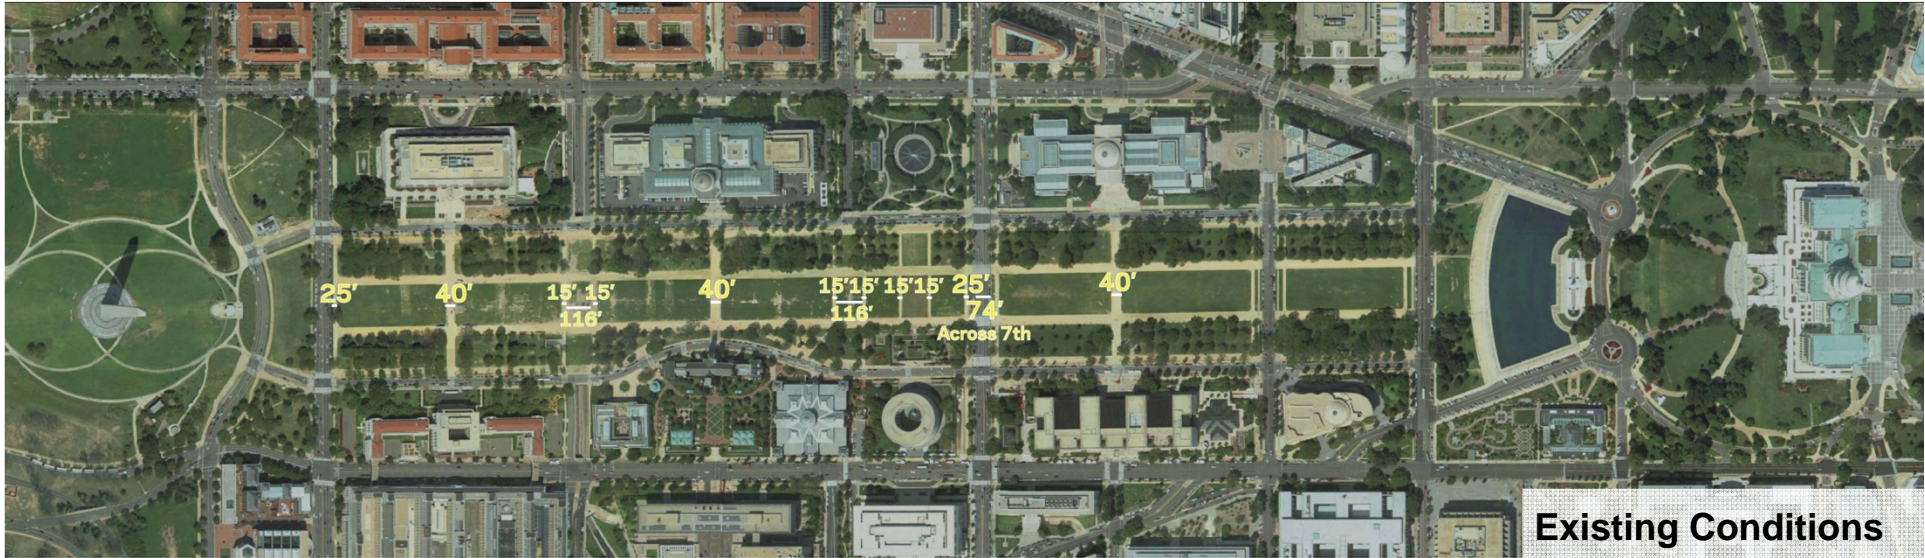 25’ 40’ 15’ 15’ 40’ 15’15’ 15’15’ 25’ 40’
116’ 116’ 74’
Across 7th
Existing Conditions